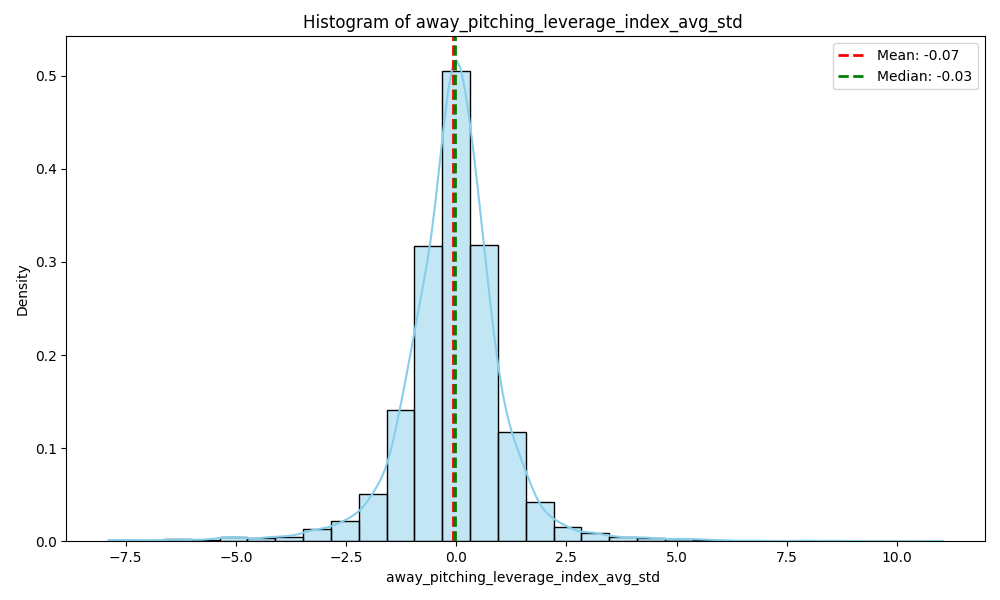 Histogram of away_pitching_leverage_index_avg_std
Mean: -0.07
Median: -0.03
Density
0.5
0.4
0.3
0.2
0.1
0.0
−7.5 −5.0 −2.5 0.0 2.5 5.0 7.5 10.0
away_pitching_leverage_index_avg_std